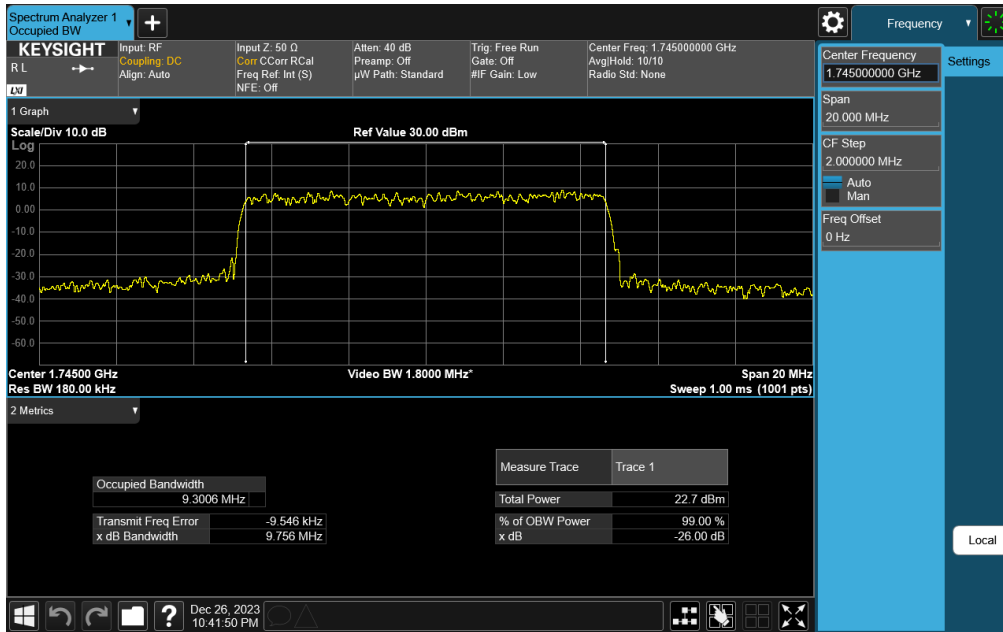 Spectrum Analyzer 1
Occupied BW
Frequency
KEYSIGHT
RL
LXI
Input: RF
Coupling: DC
Align: Auto
Input Z: 50 Ω
Corr CCorr RCal
Freq Ref: Int (S)
NFE: Off
Atten: 40 dB
Preamp: Off
µW Path: Standard
Trig: Free Run
Gate: Off
#IF Gain: Low
Center Freq: 1.745000000 GHz
Avg|Hold: 10/10
Radio Std: None
Center Frequency
1.745000000 GHz
Settings
Span
20.000 MHz
CF Step
2.000000 MHz
Auto
Man
Freq Offset
0 Hz
Local
1 Graph
Scale/Div 10.0 dB
Ref Value 30.00 dBm
Log
20.0
10.0
0.00
-10.0
-20.0
-30.0
-40.0
-50.0
-60.0
Center 1.74500 GHz
Video BW 1.8000 MHz*
Span 20 MHz
Res BW 180.00 kHz
Sweep 1.00 ms (1001 pts)
2 Metrics
Occupied Bandwidth
9.3006 MHz
Transmit Freq Error -9.546 kHz
x dB Bandwidth 9.756 MHz
Measure Trace Trace 1
Total Power 22.7 dBm
% of OBW Power 99.00 %
x dB -26.00 dB
Dec 26, 2023
10:41:50 PM